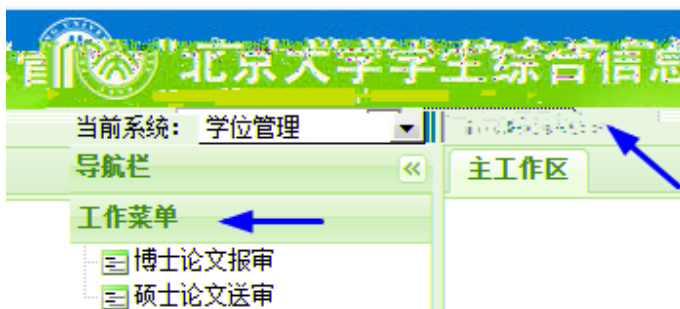 北京大学学生综合信息
当前系统： 学位管理
导航栏
主工作区
工作菜单
博士论文报审
硕士论文送审